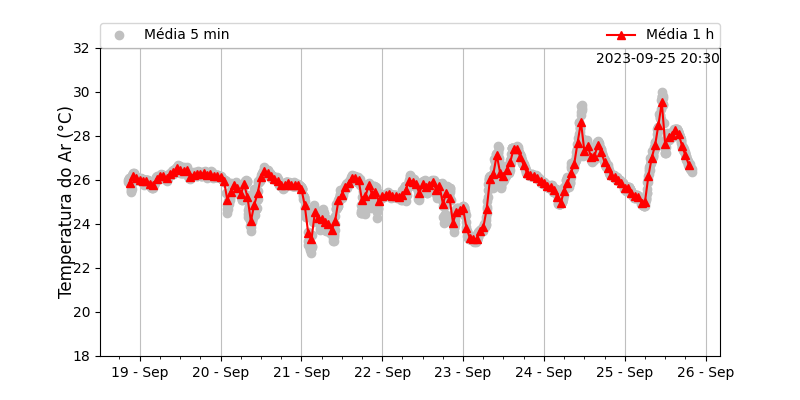 Média 5 min
Média 1 h
2023-09-25 20:30
Temperatura do Ar (°C)
32
30
28
26
24
22
20
18
19 - Sep
20 - Sep
21 - Sep
22 - Sep
23 - Sep
24 - Sep
25 - Sep
26 - Sep